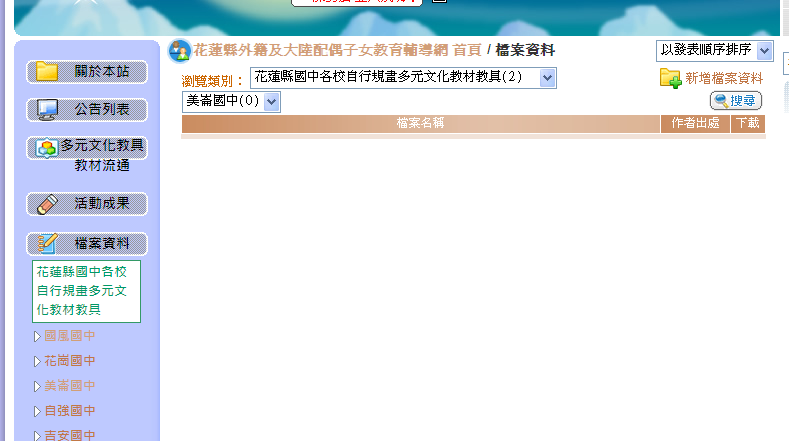 花蓮縣外籍及大陸配偶子女教育輔導網 首頁 / 檔案資料
以發表順序排序
瀏覽類別：
花蓮縣國中各校自行規畫多元文化教材教具(2)
新增檔案資料
美崙國中(0)
搜尋
檔案名稱
作者出處
下載
關於本站
公告列表
多元文化教具
教材流通
活動成果
檔案資料
花蓮縣國中各校
自行規畫多元文
化教材教具
國風國中
花崗國中
美崙國中
自強國中
吉安國中